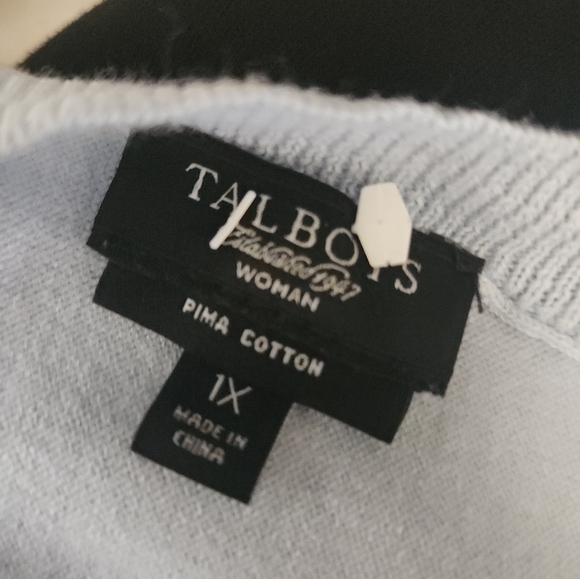 TALBOTS
Established 1947
WOMAN
PIMA COTTON
1X
MADE IN
CHINA